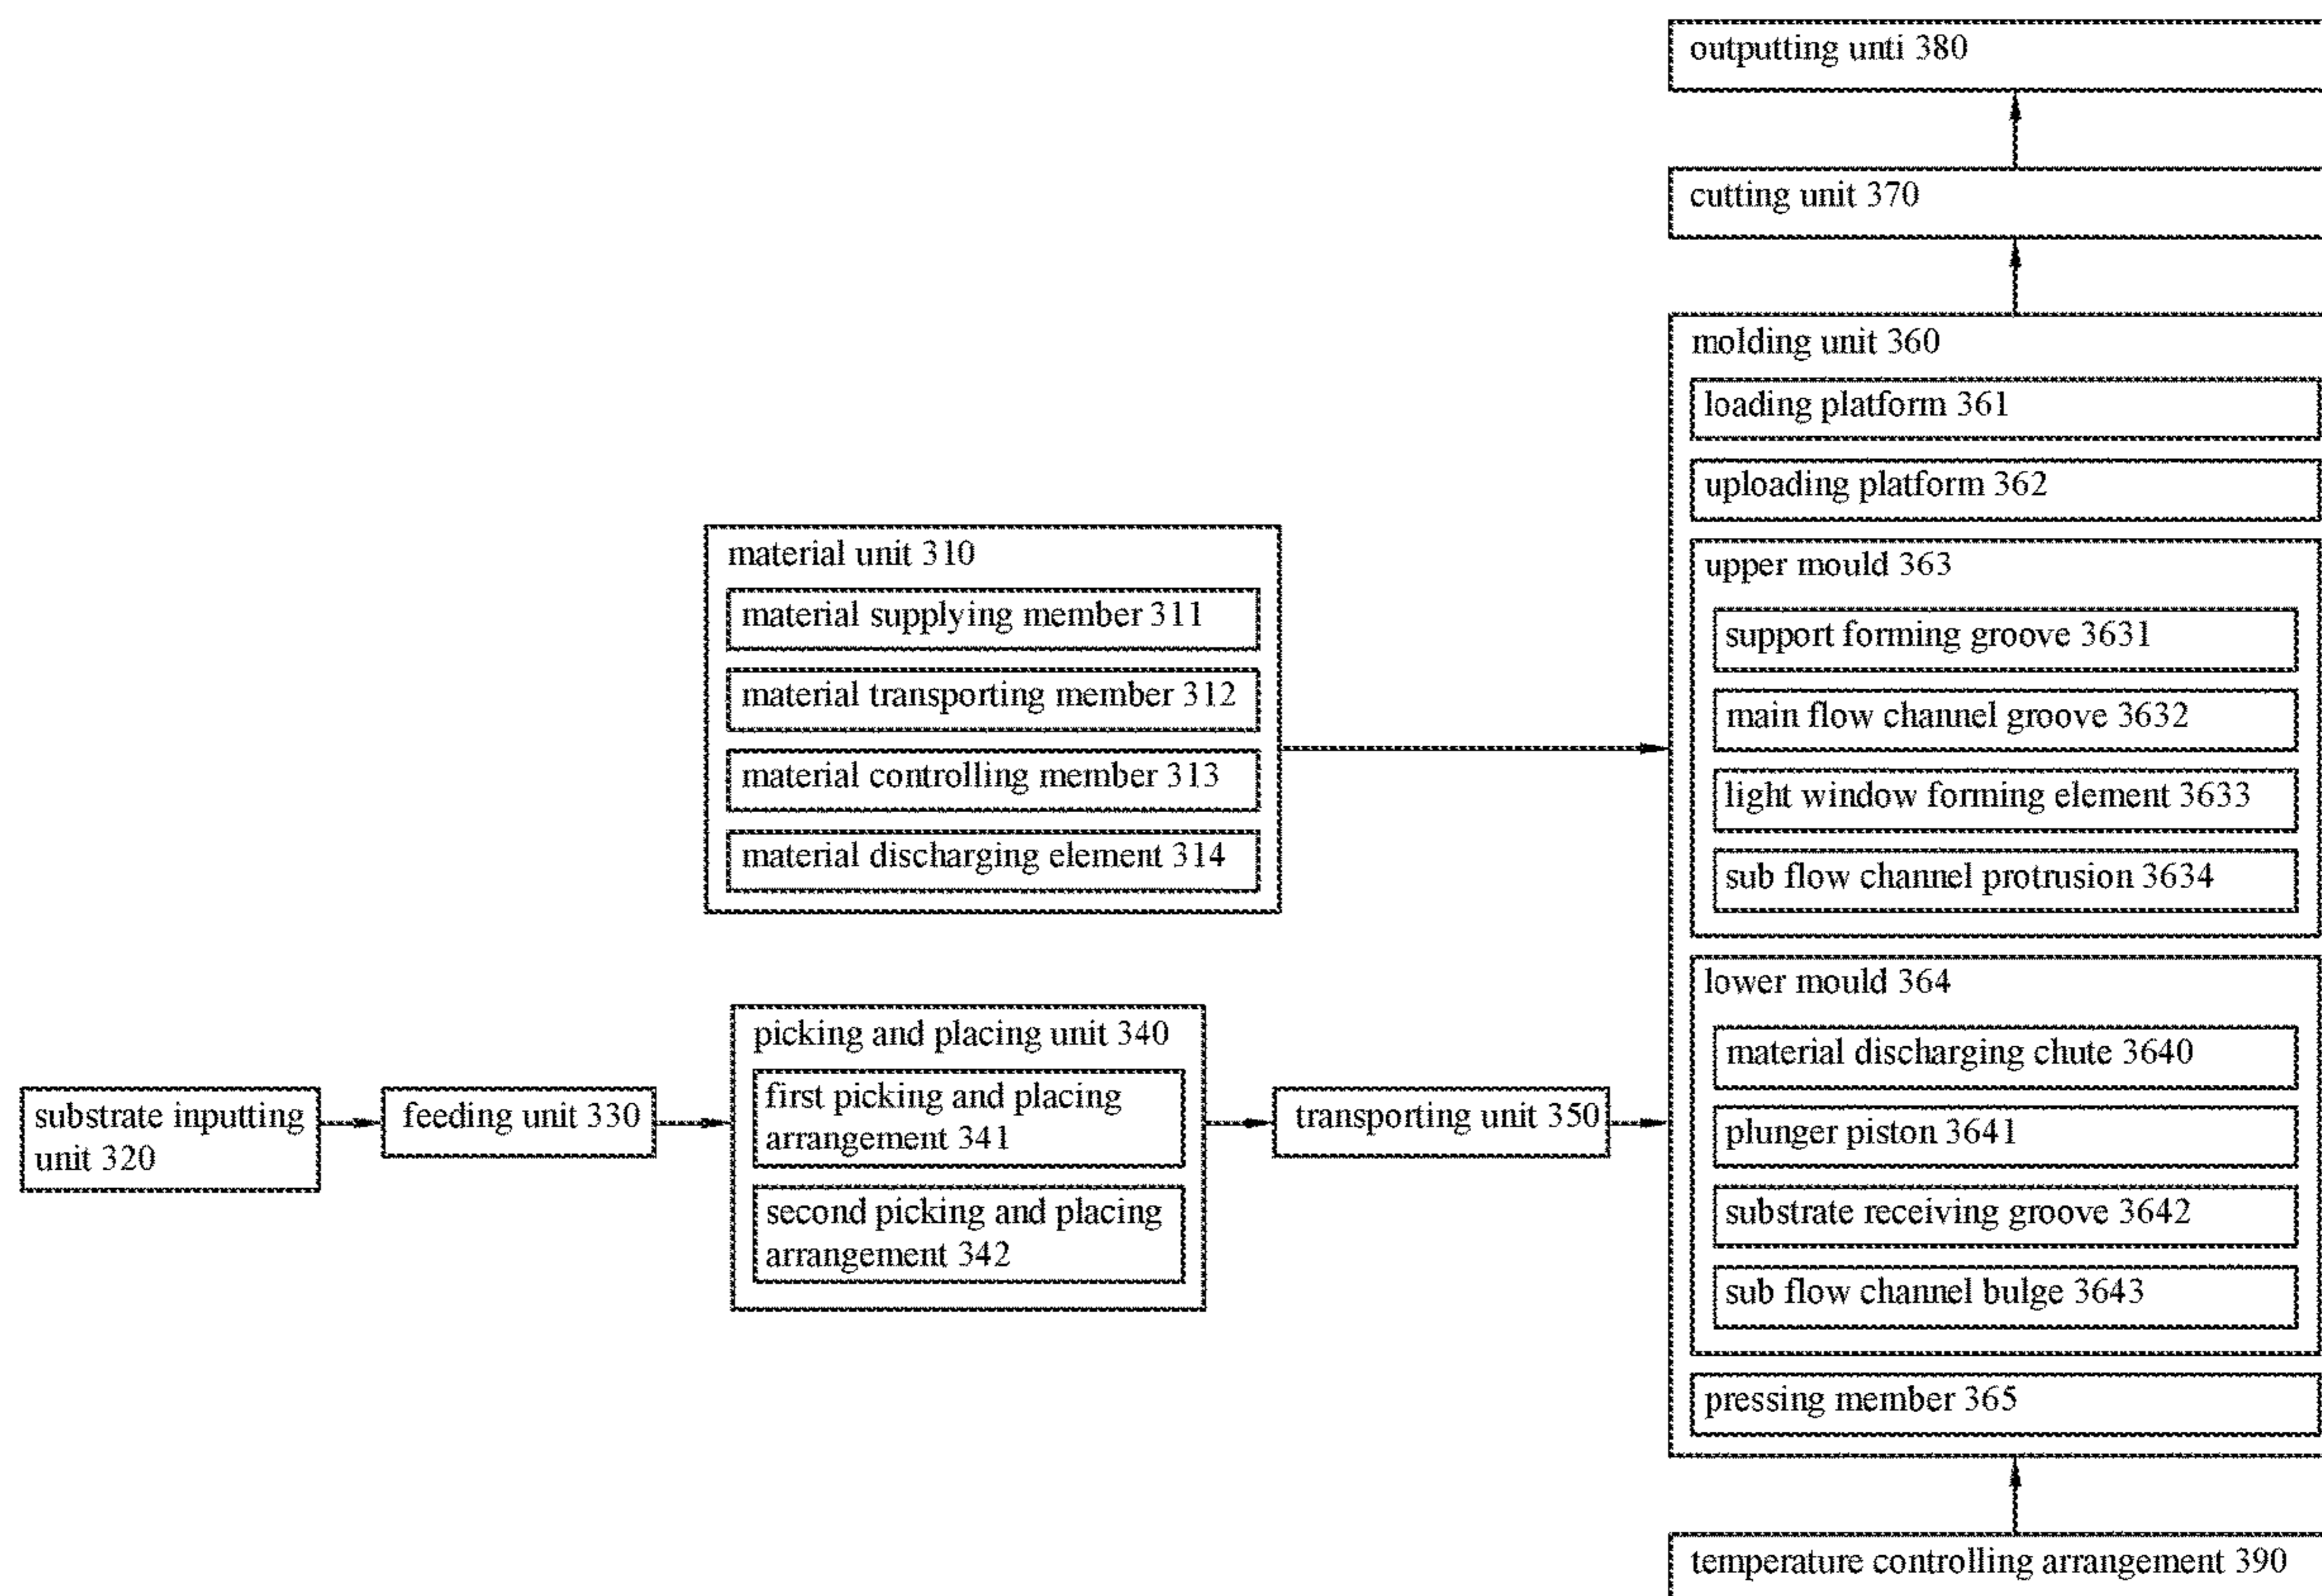 outputting unti 380
cutting unit 370
molding unit 360
loading platform 361
uploading platform 362
upper mould 363
support forming groove 3631
main flow channel groove 3632
light window forming element 3633
sub flow channel protrusion 3634
lower mould 364
material discharging chute 3640
plunger piston 3641
substrate receiving groove 3642
sub flow channel bulge 3643
pressing member 365
temperature controlling arrangement 390
material unit 310
material supplying member 311
material transporting member 312
material controlling member 313
material discharging element 314
substrate inputting
unit 320
feeding unit 330
picking and placing unit 340
first picking and placing
arrangement 341
second picking and placing
arrangement 342
transporting unit 350